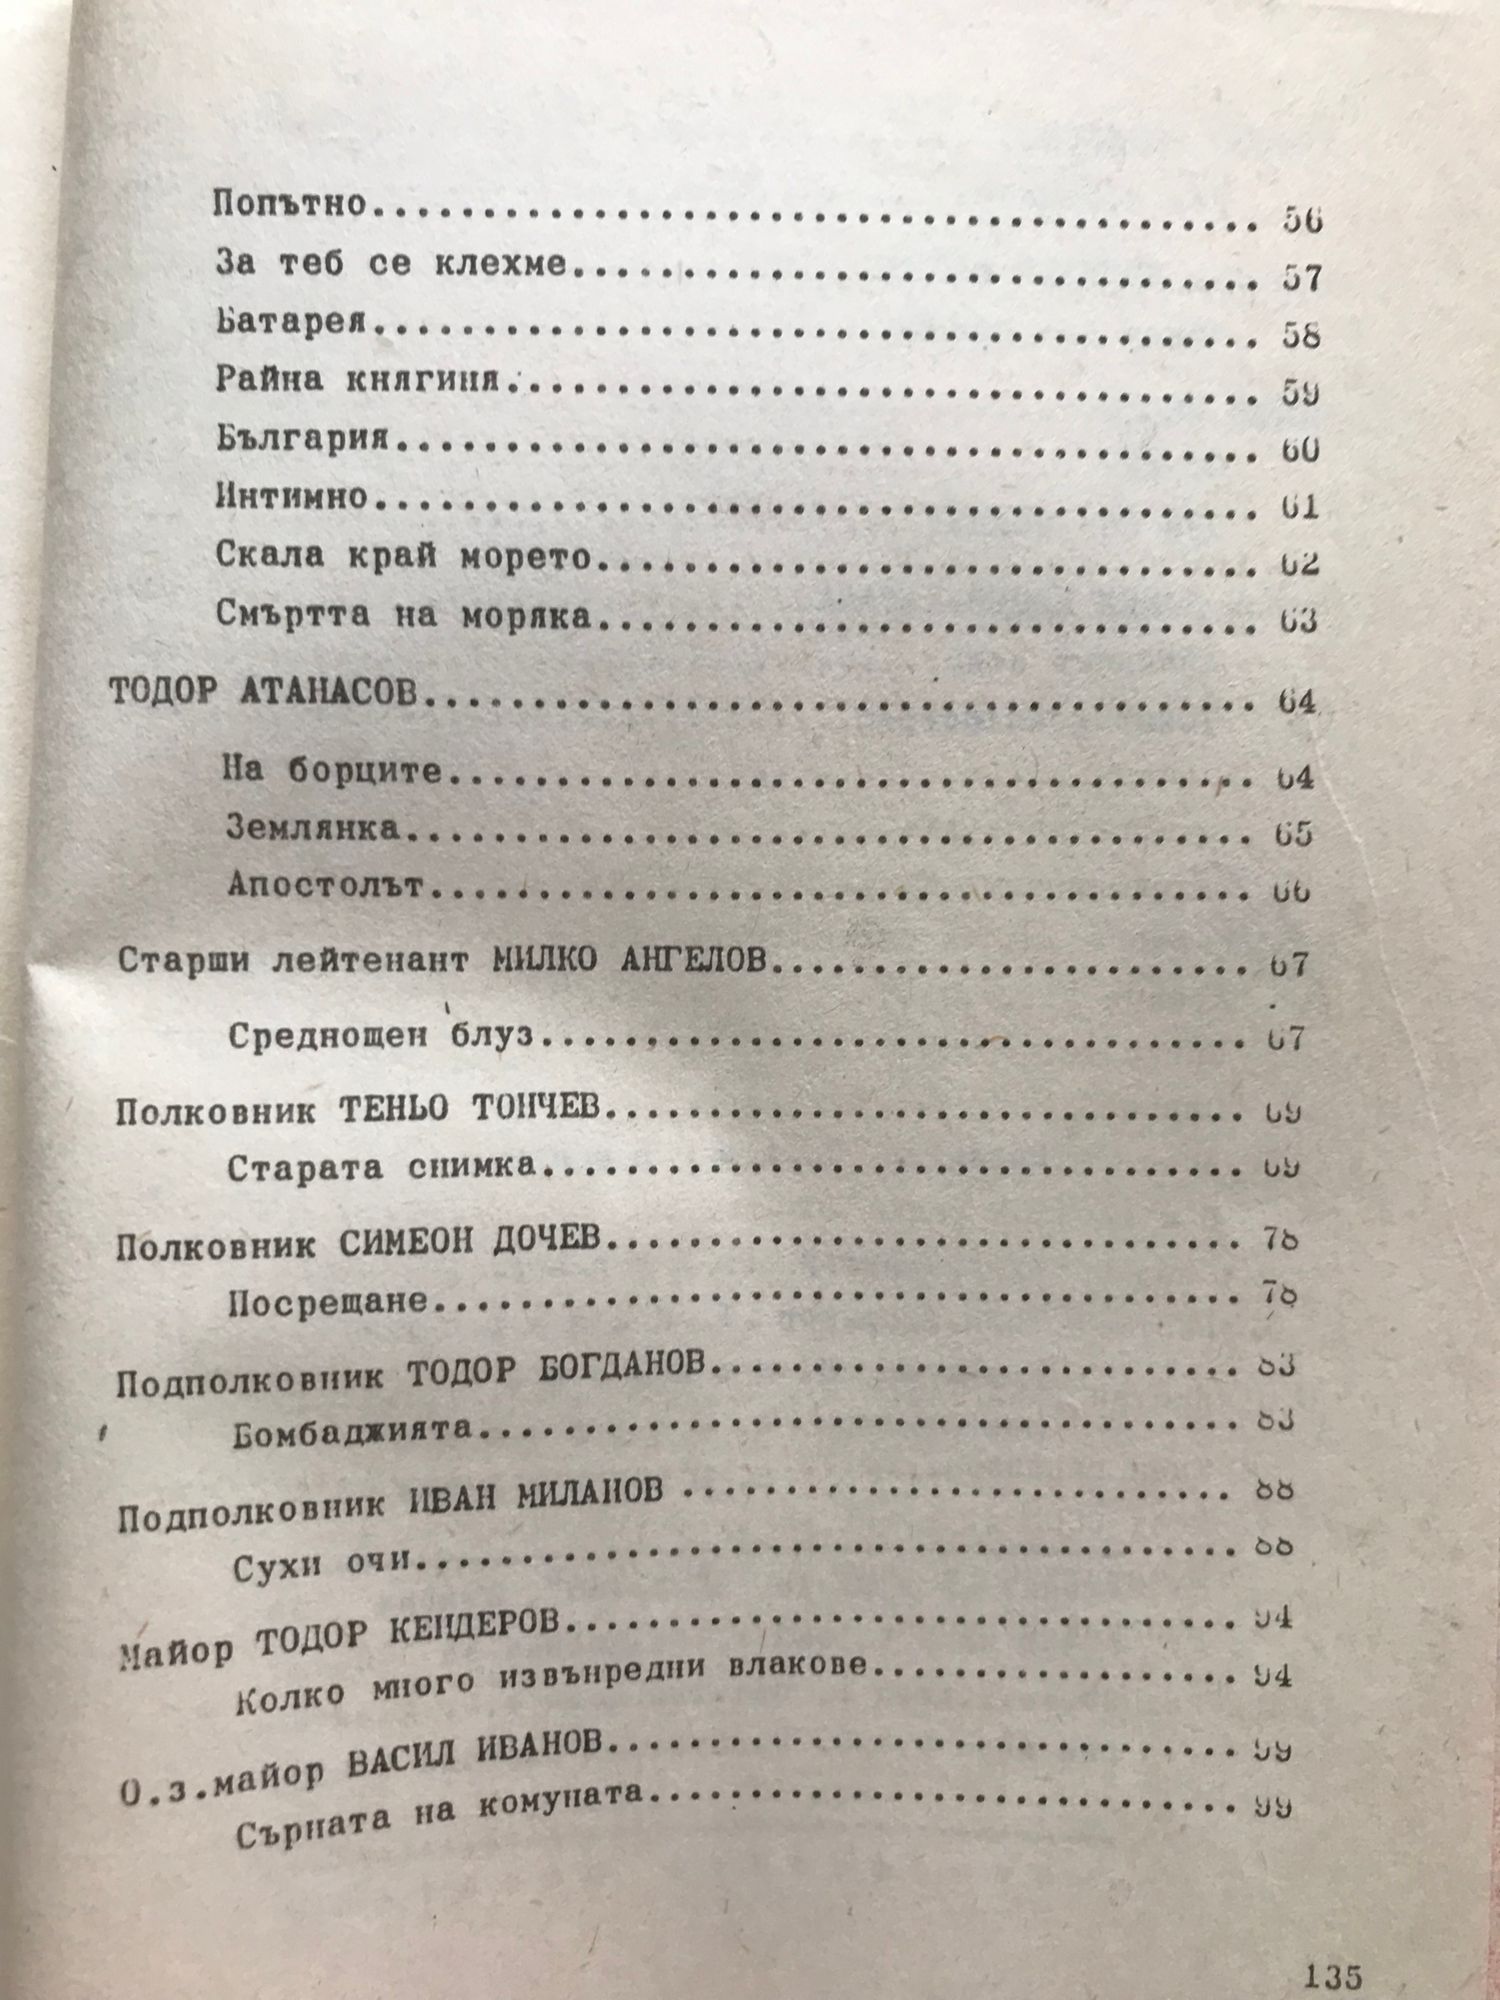 Попътно........................................ 56
За теб се клехме............................... 57
Батарея........................................ 58
Райна княгиня.................................. 59
България....................................... 60
Интимно........................................ 61
Скала край морето.............................. 62
Смъртта на моряка.............................. 63
ТОДОР АТАНАСОВ...................................... 64
На борците..................................... 64
Землянка....................................... 65
Апостолът...................................... 66
Старши лейтенант МИЛКО АНГЕЛОВ...................... 67
Среднощен блуз................................. 67
Полковник ТЕНЬО ТОНЧЕВ.............................. 69
Старата снимка................................. 69
Полковник СИМЕОН ДОЧЕВ.............................. 78
Посрещане...................................... 78
Подполковник ТОДОР БОГДАНОВ......................... 83
Бомбаджията.................................... 83
Подполковник ИВАН МИЛАНОВ .......................... 88
Сухи очи....................................... 88
Майор ТОДОР КЕНДЕРОВ................................ 94
Колко много извънредни влакове................. 94
О.з.майор ВАСИЛ ИВАНОВ.............................. 99
Сърната на комуната............................ 99
135